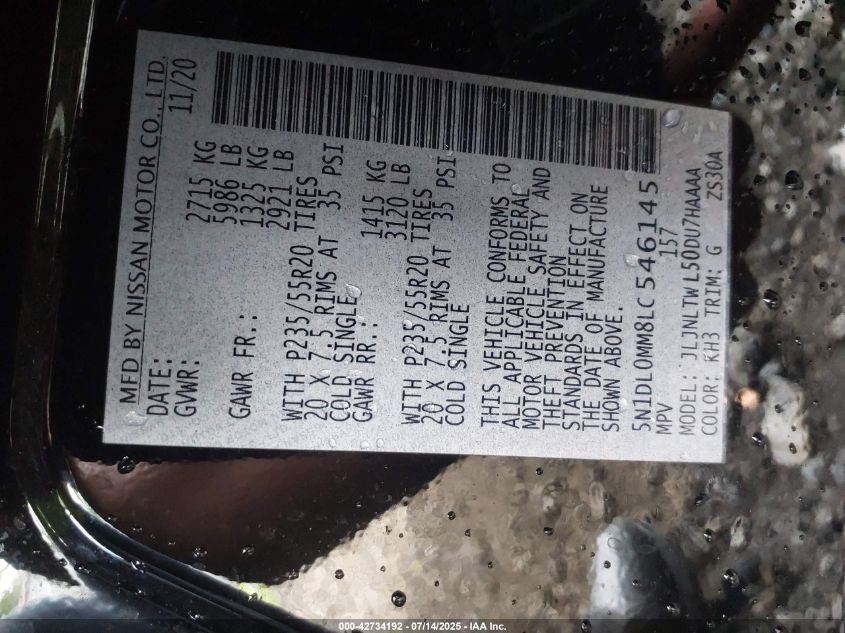 MFD BY NISSAN MOTOR CO., LTD.
DATE: 11/20
GVWR: 2715 KG
5986 LB
GAWR FR.: 1325 KG
2921 LB
WITH P235/55R20 TIRES
20 X 7.5 RIMS AT 35 PSI
COLD SINGLE
GAWR RR.: 1415 KG
3120 LB
WITH P235/55R20 TIRES
20 X 7.5 RIMS AT 35 PSI
COLD SINGLE
THIS VEHICLE CONFORMS TO
ALL APPLICABLE FEDERAL
MOTOR VEHICLE SAFETY AND
THEFT PREVENTION
STANDARDS IN EFFECT ON
THE DATE OF MANUFACTURE
SHOWN ABOVE.
5N1DL0MM8LC546145
MPV 157
MODEL: JLJNLTWL50DU7HAAAA
COLOR: KH3 TRIM: G ZS30A
000-42734192 - 07/14/2025 - IAA Inc.